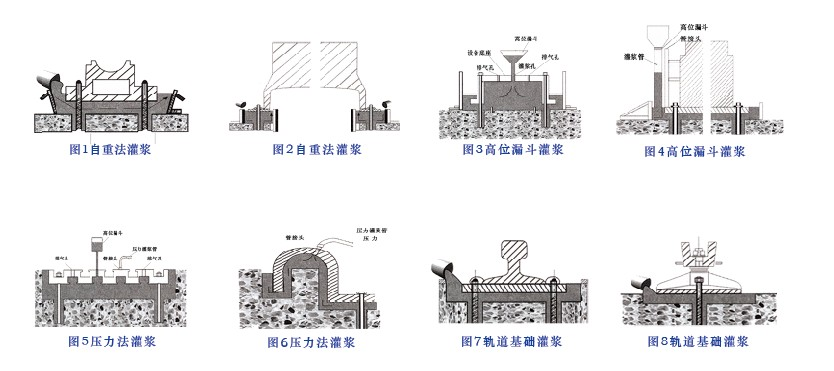 高位漏斗
设备底座
排气孔
灌浆孔
排气孔
高位漏斗
管接头
灌浆管
图1自重法灌浆
图2自重法灌浆
图3高位漏斗灌浆
图4高位漏斗灌浆
高位漏斗
排气孔
管接头
压力灌浆管
排气孔
管接头
压力灌浆管
压力
图5压力法灌浆
图6压力法灌浆
图7轨道基础灌浆
图8轨道基础灌浆